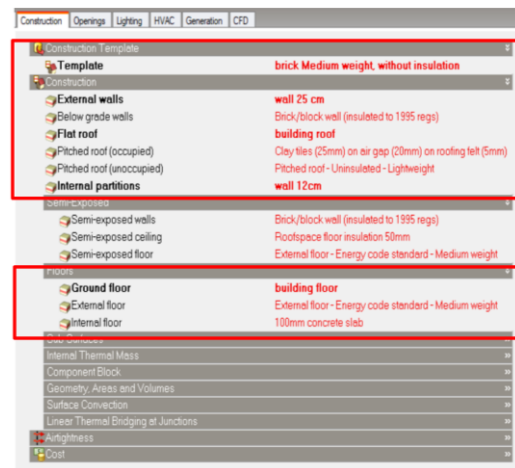 Construction Openings Lighting HVAC Generation CFD
Construction Template
Template brick Medium weight, without insulation
Construction
External walls wall 25 cm
Below grade walls Brick/block wall (insulated to 1995 regs)
Flat roof building roof
Pitched roof (occupied) Clay tiles (25mm) on air gap (20mm) on roofing felt (5mm)
Pitched roof (unoccupied) Pitched roof - Uninsulated - Lightweight
Internal partitions wall 12cm
Semi-Exposed
Semi-exposed walls Brick/block wall (insulated to 1995 regs)
Semi-exposed ceiling Roofspace floor insulation 50mm
Semi-exposed floor External floor - Energy code standard - Medium weight
Floors
Ground floor building floor
External floor External floor - Energy code standard - Medium weight
Internal floor 100mm concrete slab
Sub-Surfaces
Internal Thermal Mass
Component Block
Geometry, Areas and Volumes
Surface Convection
Linear Thermal Bridging at Junctions
Airtightness
Cost